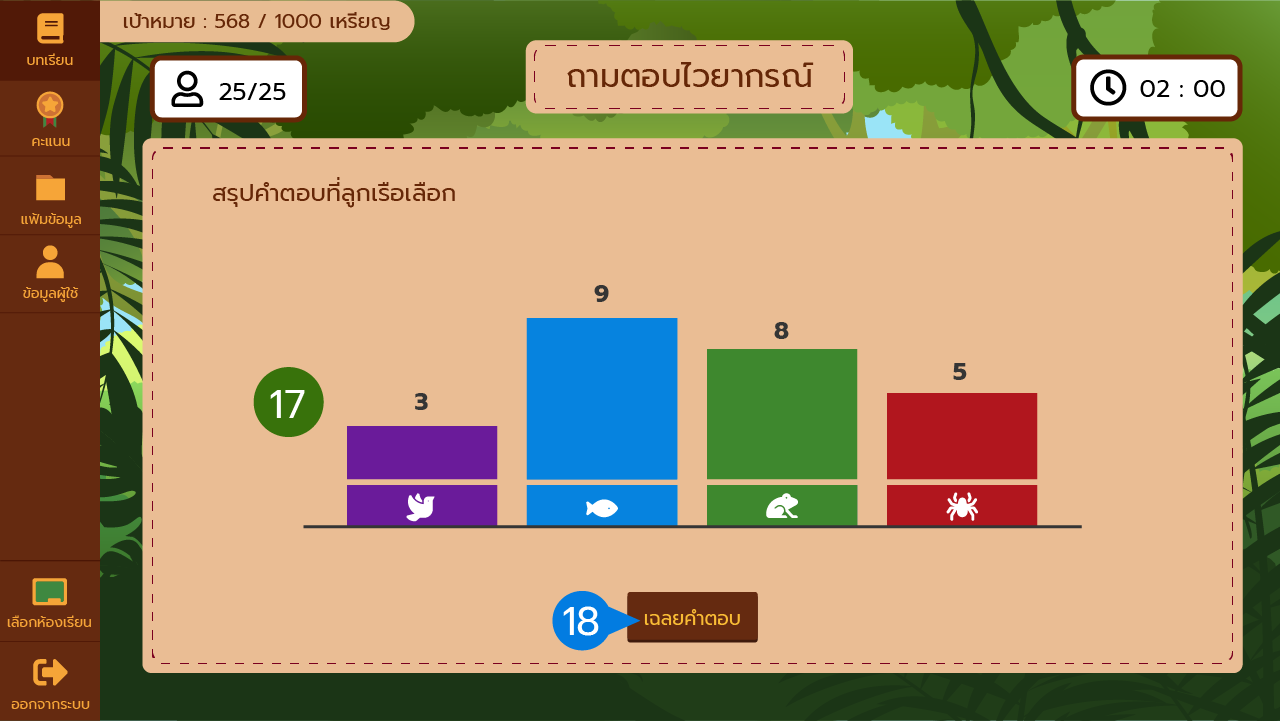 เป้าหมาย : 568 / 1000 เหรียญ
บทเรียน
คะแนน
แฟ้มข้อมูล
ข้อมูลผู้ใช้
เลือกห้องเรียน
ออกจากระบบ
25/25
ถามตอบไวยากรณ์
02 : 00
สรุปคำตอบที่ลูกเรือเลือก
17
3
9
8
5
18
เฉลยคำตอบ